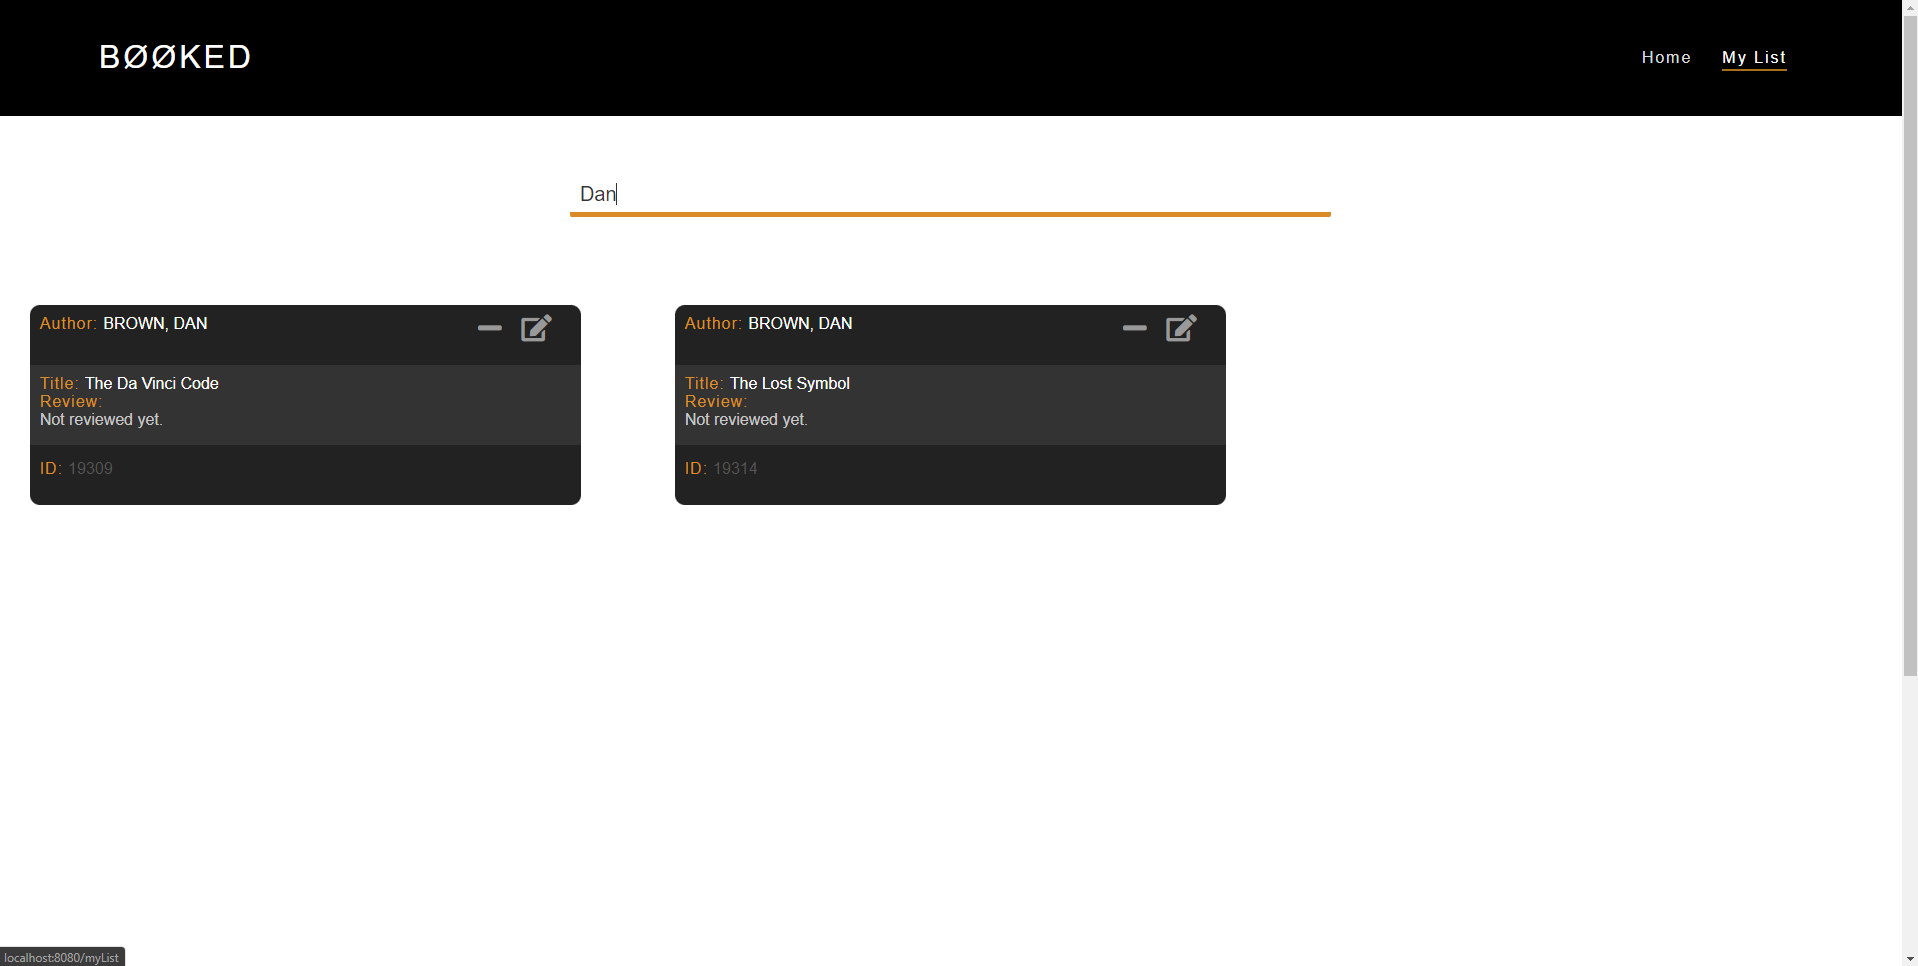 BØØKED
Home
My List
Dan
Author: BROWN, DAN
Title: The Da Vinci Code
Review:
Not reviewed yet.
ID: 19309
Author: BROWN, DAN
Title: The Lost Symbol
Review:
Not reviewed yet.
ID: 19314
localhost:8080/myList